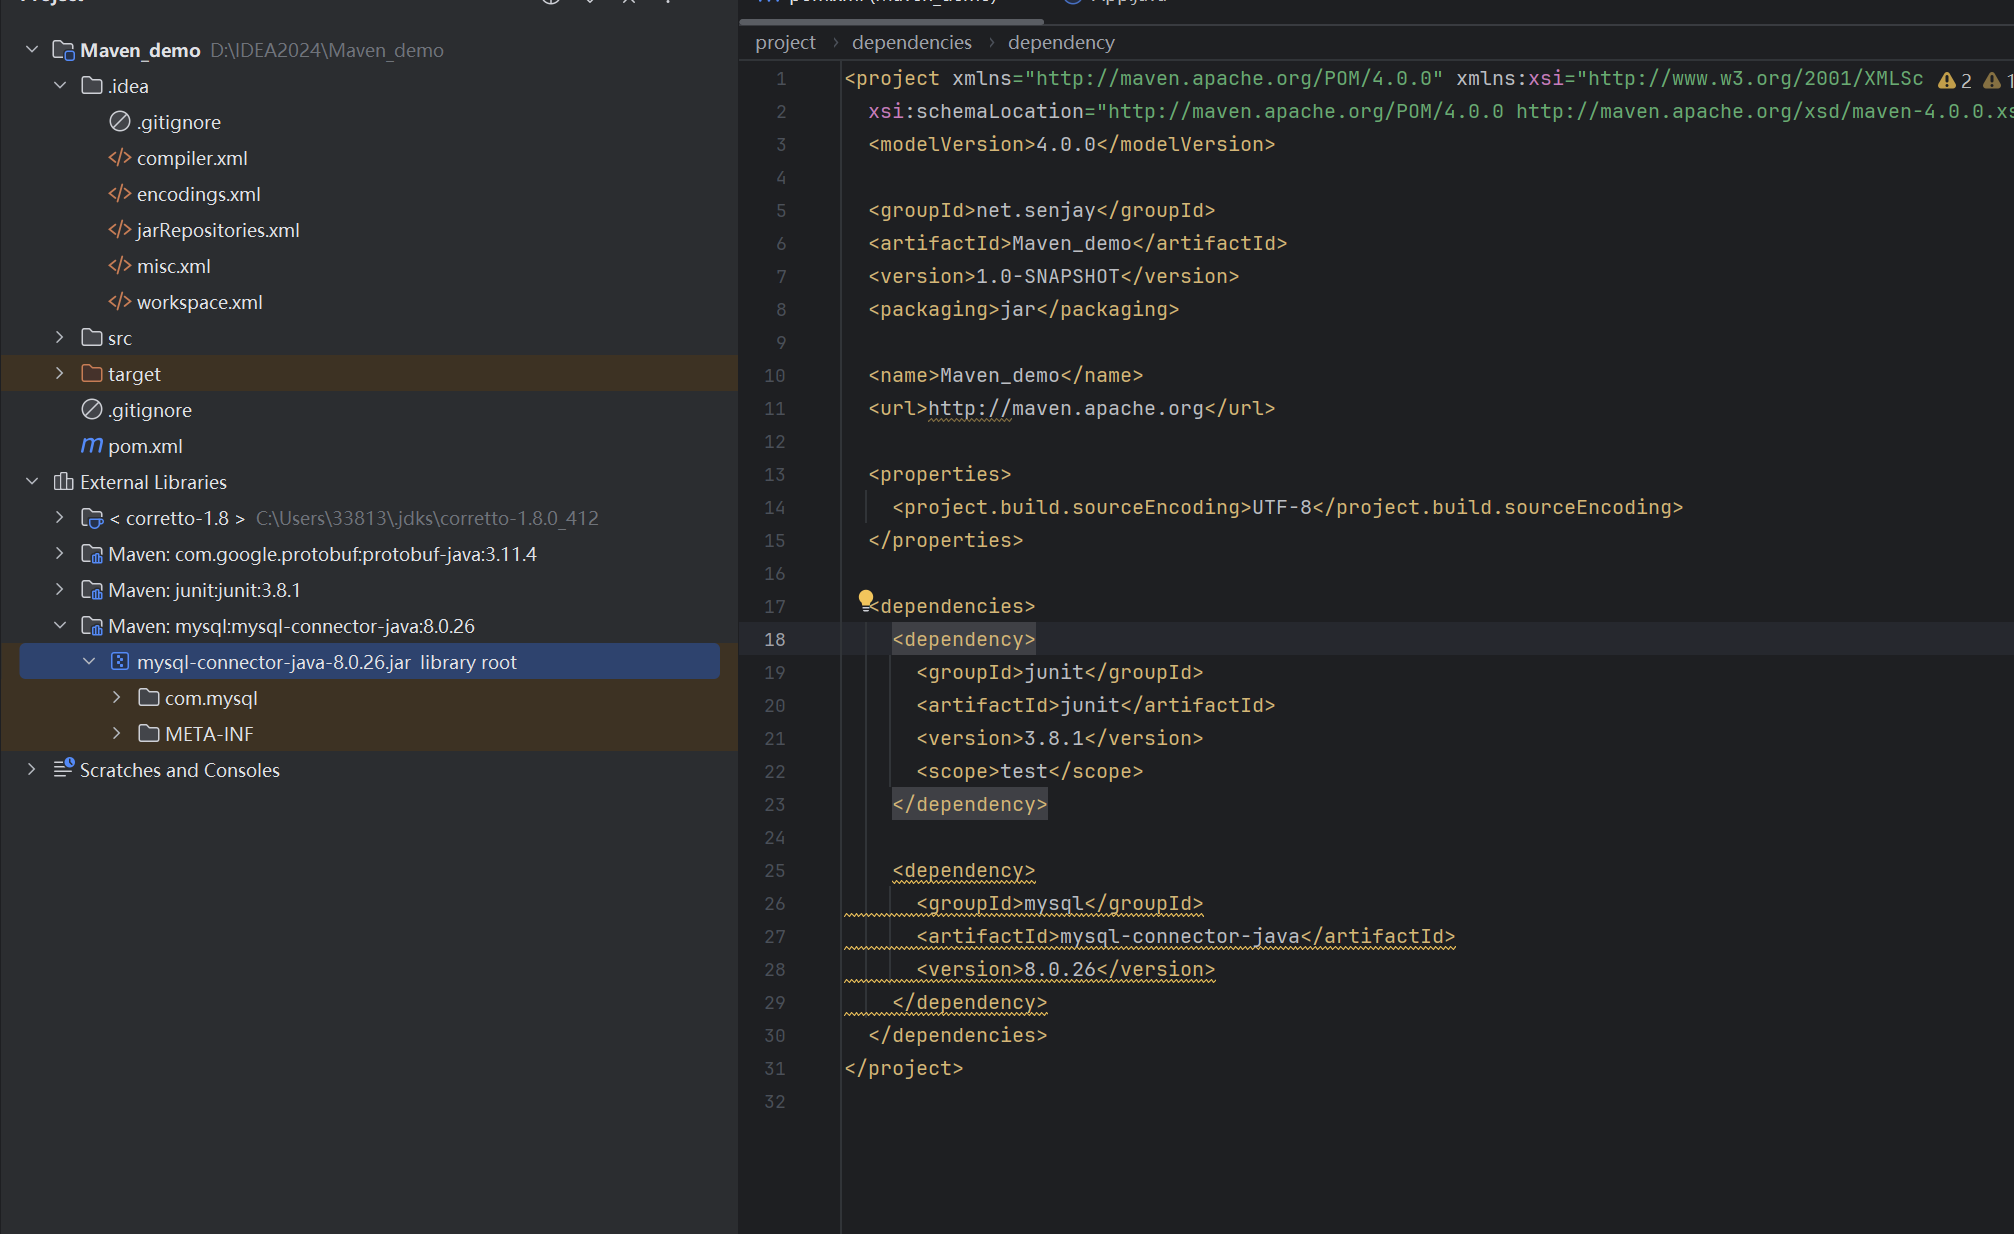 Maven_demo D:\IDEA2024\Maven_demo
.idea
.gitignore
compiler.xml
encodings.xml
jarRepositories.xml
misc.xml
workspace.xml
src
target
.gitignore
pom.xml
External Libraries
< corretto-1.8 > C:\Users\33813\.jdks\corretto-1.8.0_412
Maven: com.google.protobuf:protobuf-java:3.11.4
Maven: junit:junit:3.8.1
Maven: mysql:mysql-connector-java:8.0.26
mysql-connector-java-8.0.26.jar library root
com.mysql
META-INF
Scratches and Consoles
project › dependencies › dependency
1 <project xmlns="http://maven.apache.org/POM/4.0.0" xmlns:xsi="http://www.w3.org/2001/XMLSc 2 1
2 xsi:schemaLocation="http://maven.apache.org/POM/4.0.0 http://maven.apache.org/xsd/maven-4.0.0.xs
3 <modelVersion>4.0.0</modelVersion>
4
5 <groupId>net.senjay</groupId>
6 <artifactId>Maven_demo</artifactId>
7 <version>1.0-SNAPSHOT</version>
8 <packaging>jar</packaging>
9
10 <name>Maven_demo</name>
11 <url>http://maven.apache.org</url>
12
13 <properties>
14 <project.build.sourceEncoding>UTF-8</project.build.sourceEncoding>
15 </properties>
16
17 <dependencies>
18 <dependency>
19 <groupId>junit</groupId>
20 <artifactId>junit</artifactId>
21 <version>3.8.1</version>
22 <scope>test</scope>
23 </dependency>
24
25 <dependency>
26 <groupId>mysql</groupId>
27 <artifactId>mysql-connector-java</artifactId>
28 <version>8.0.26</version>
29 </dependency>
30 </dependencies>
31 </project>
32